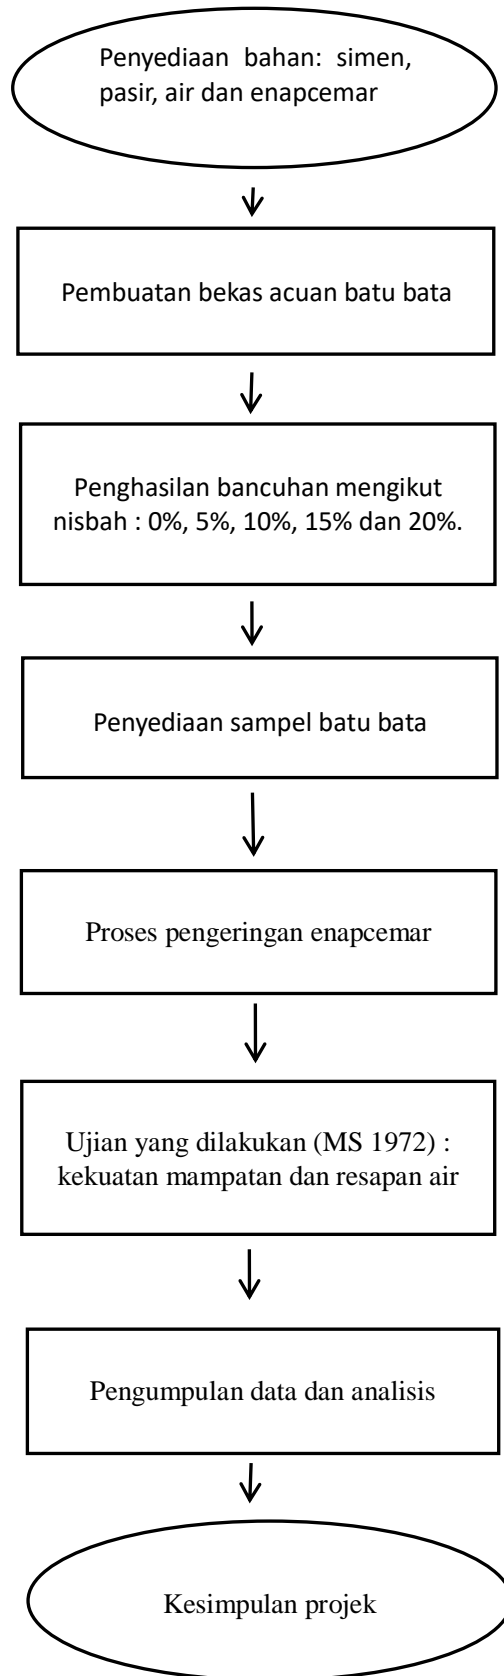 Penyediaan bahan: simen,
pasir, air dan enapcemar
Pembuatan bekas acuan batu bata
Penghasilan bancuhan mengikut
nisbah : 0%, 5%, 10%, 15% dan 20%.
Penyediaan sampel batu bata
Proses pengeringan enapcemar
Ujian yang dilakukan (MS 1972) :
kekuatan mampatan dan resapan air
Pengumpulan data dan analisis
Kesimpulan projek